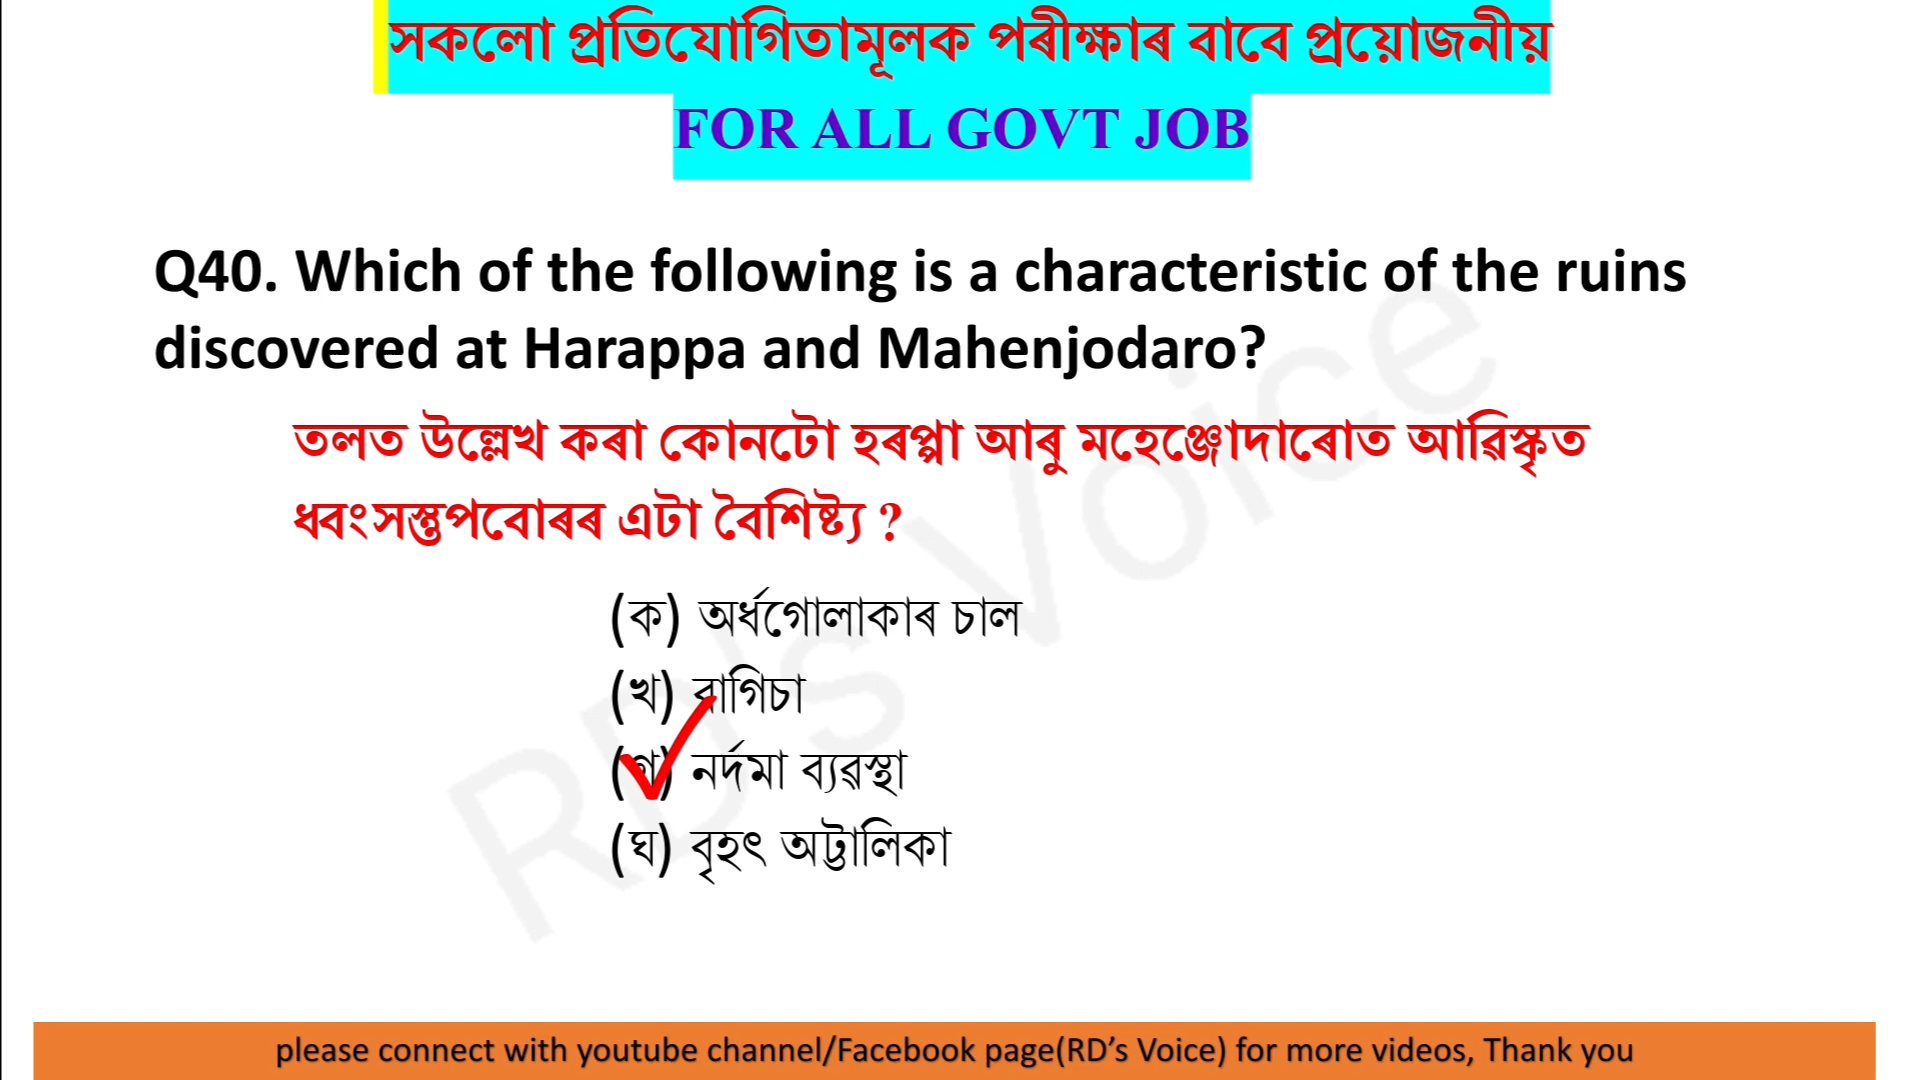 সকলো প্ৰতিযোগিতামূলক পৰীক্ষাৰ বাবে প্ৰয়োজনীয়
FOR ALL GOVT JOB
Q40. Which of the following is a characteristic of the ruins
discovered at Harappa and Mahenjodaro?
তলত উল্লেখ কৰা কোনটো হৰপ্পা আৰু মহেঞ্জোদাৰোত আৱিস্কৃত
ধ্বংসস্তুপবোৰৰ এটা বৈশিষ্ট্য ?
(ক) অৰ্ধগোলাকাৰ চাল
(খ) বাগিচা
(গ) নৰ্দমা ব্যৱস্থা
(ঘ) বৃহৎ অট্টালিকা
RD's Voice
please connect with youtube channel/Facebook page(RD’s Voice) for more videos, Thank you